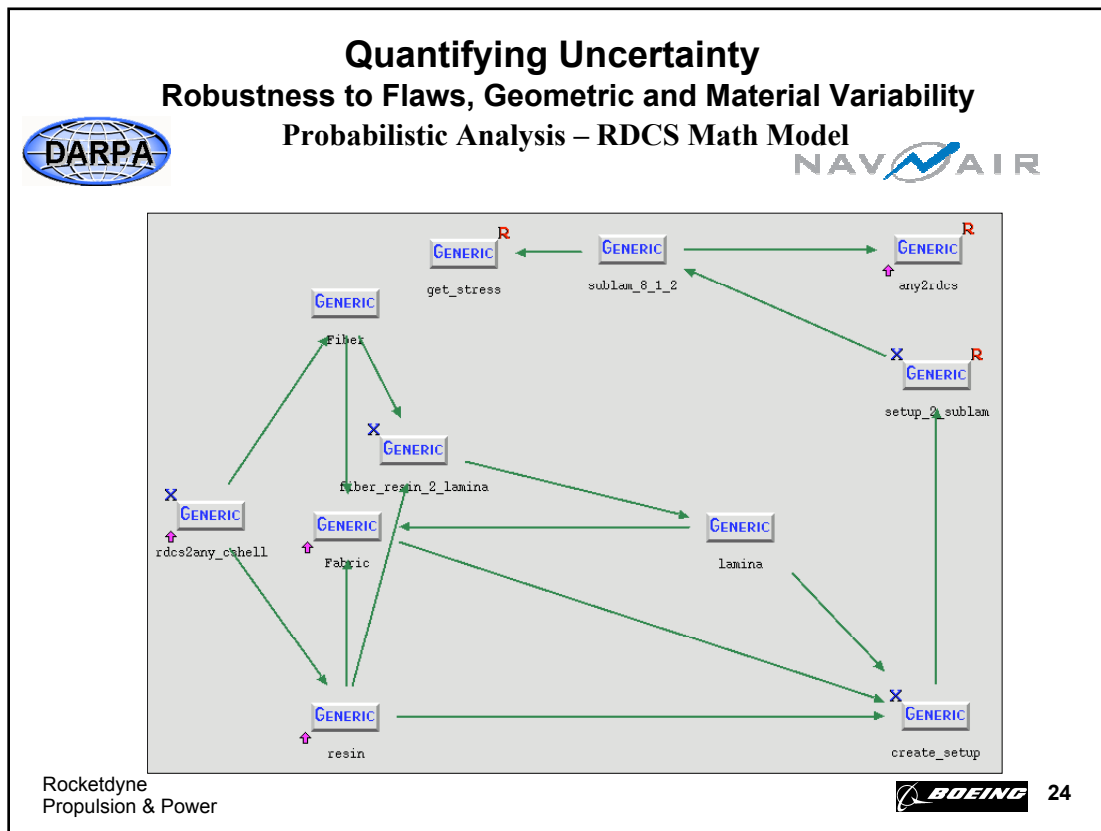 Quantifying Uncertainty
Robustness to Flaws, Geometric and Material Variability
Probabilistic Analysis – RDCS Math Model
DARPA
NAVAIR
GENERIC R
get_stress
GENERIC
sublam_8_1_2
GENERIC R
any2rdcs
GENERIC
Fiber
X GENERIC R
setup_2_sublam
X GENERIC
fiber_resin_2_lamina
X GENERIC
rdcs2any_cshell
GENERIC
Fabric
GENERIC
lamina
GENERIC
resin
X GENERIC
create_setup
Rocketdyne
Propulsion & Power
BOEING 24